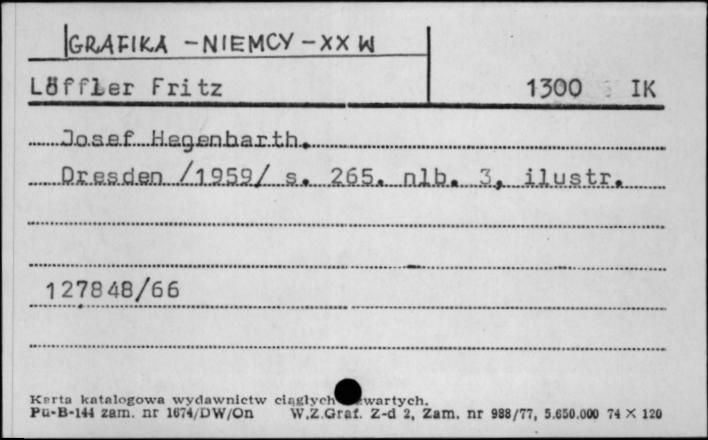 GRAFIKA - NIEMCY - XX W
Löffler Fritz 1300 IK
Josef Hegenbarth.
Dresden /1959/ s. 265. nlb. 3, ilustr.
127848/66
Karta katalogowa wydawnictw ciągłych wartych.
Pu-B-144 zam. nr 1674/DW/On W.Z.Graf. Z-d 2, Zam. nr 988/77, 5.650.000 74 × 120